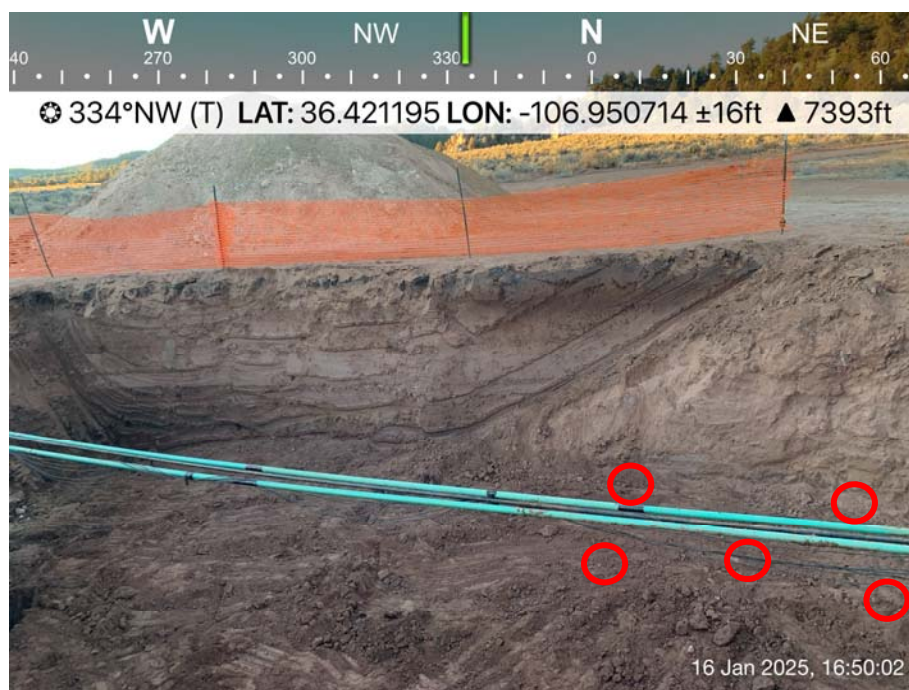 W NW N NE
40 270 300 330 0 30 60
334°NW (T) LAT: 36.421195 LON: -106.950714 ±16ft ▲ 7393ft
16 Jan 2025, 16:50:02